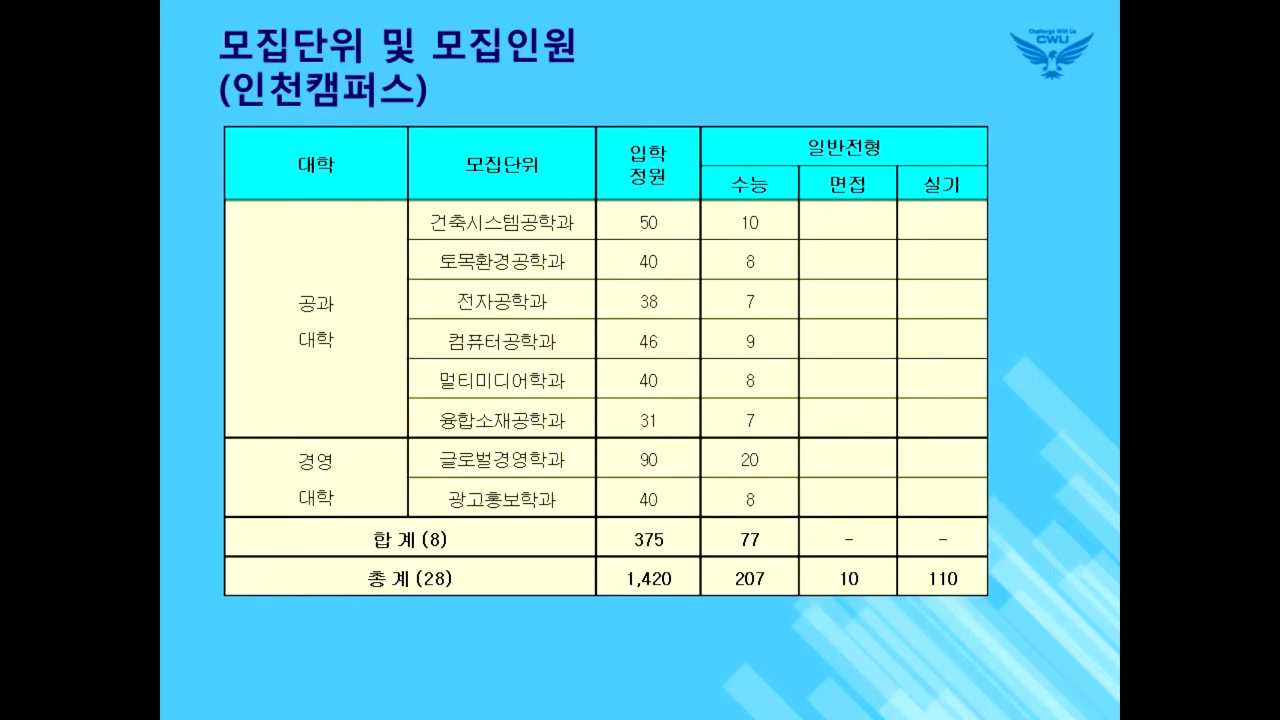 모집단위 및 모집인원
(인천캠퍼스)
Challenge With Us
CWU
대학 모집단위 입학 정원 일반전형
수능 면접 실기
공과 대학
건축시스템공학과 50 10
토목환경공학과 40 8
전자공학과 38 7
컴퓨터공학과 46 9
멀티미디어학과 40 8
융합소재공학과 31 7
경영 대학
글로벌경영학과 90 20
광고홍보학과 40 8
합 계 (8) 375 77 - -
총 계 (28) 1,420 207 10 110